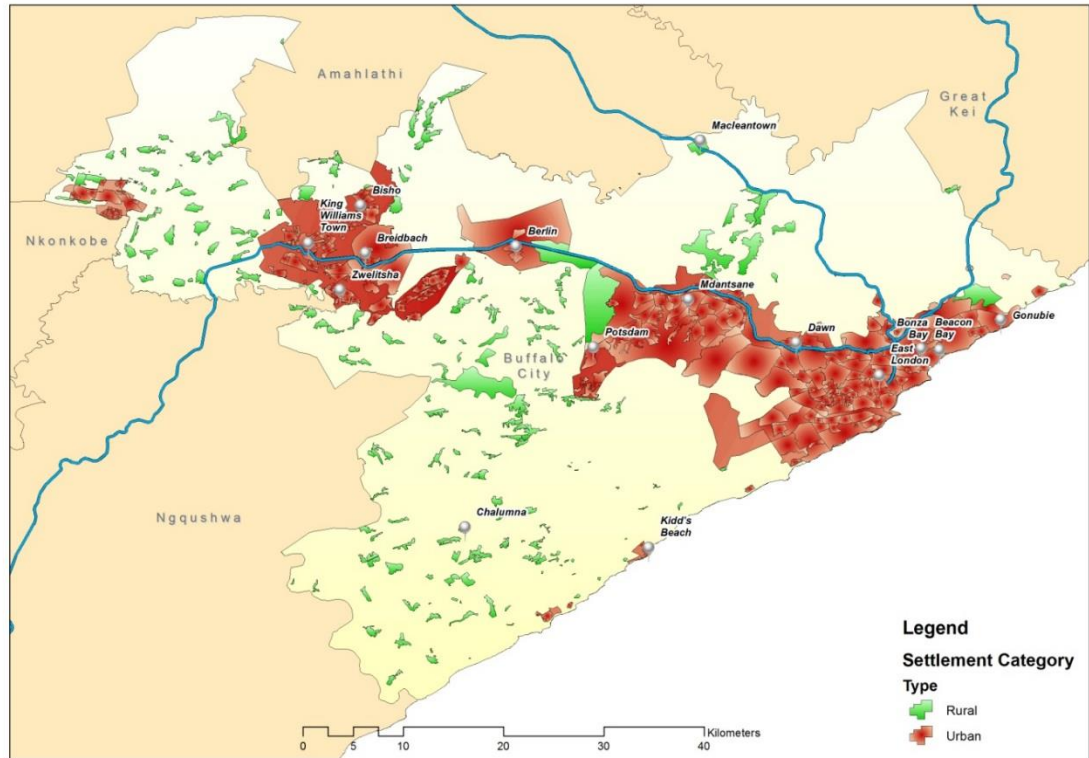 Amahlathi
Great
Kei
Macleantown
Bisho
King
Williams
Town
Nkonkobe
Breidbach
Berlin
Zwelitsha
Mdantsane
Gonubie
Bonza
Bay
Beacon
Bay
Dawn
Potsdam
East
London
Buffalo
City
Ngqushwa
Chalumna
Kidd's
Beach
Legend
Settlement Category
Type
Rural
Urban
Kilometers
0 5 10 20 30 40